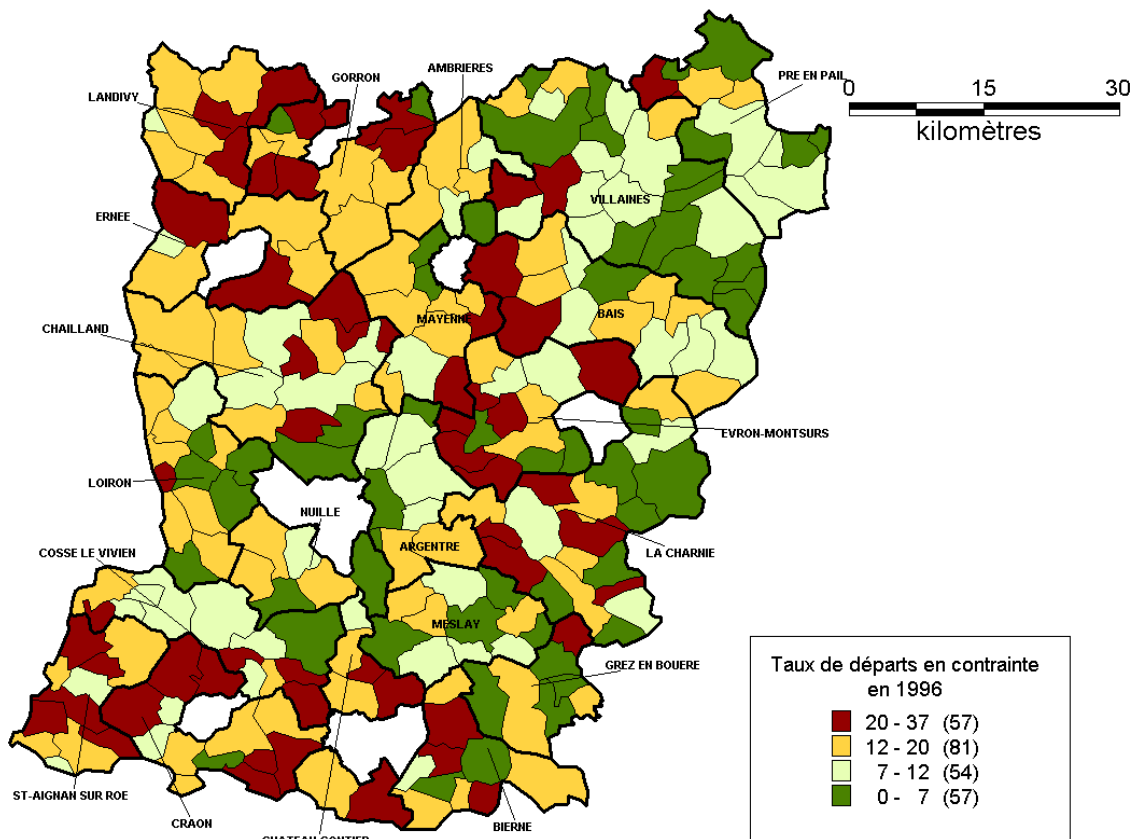 AMBRIERES
GORRON
PRE EN PAIL
LANDIVY
0 15 30
kilomètres
VILLAINES
ERNEE
MAYENNE
BAIS
CHAILLAND
EVRON-MONTSURS
LOIRON
NUILLE
ARGENTRE
COSSE LE VIVIEN
LA CHARNIE
MESLAY
GREZ EN BOUERE
Taux de départs en contrainte
en 1996
20 - 37 (57)
12 - 20 (81)
7 - 12 (54)
0 - 7 (57)
ST-AIGNAN SUR ROE
CRAON
BIERNE
CHATEAU GONTIER